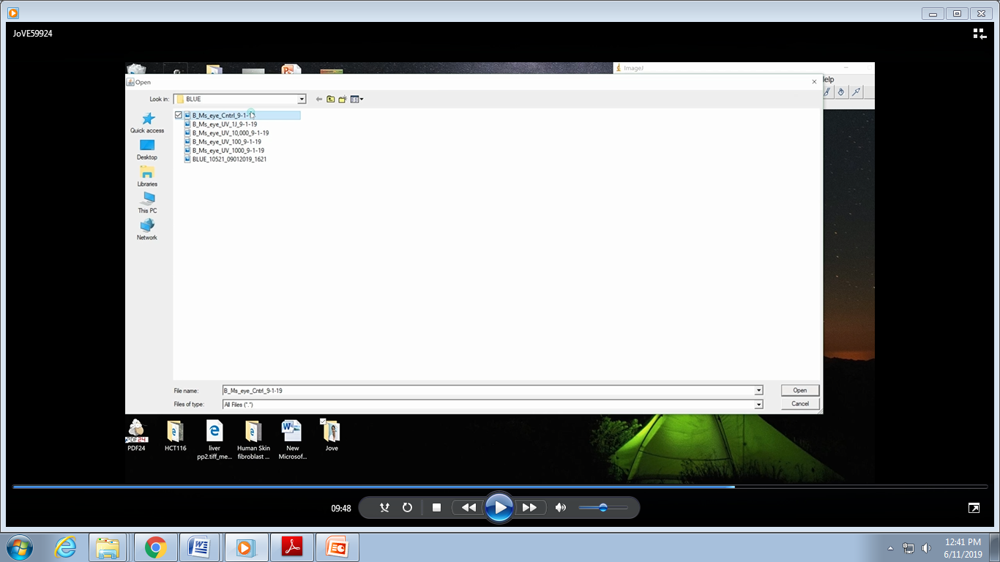 JoVE59924
ImageJ
Open
Look in:
BLUE
B_Ms_eye_Cntrl_9-1-19
B_Ms_eye_UV_1J_9-1-19
B_Ms_eye_UV_10,000_9-1-19
B_Ms_eye_UV_100_9-1-19
B_Ms_eye_UV_1000_9-1-19
BLUE_10521_09012019_1621
Quick access
Desktop
Libraries
This PC
Network
File name:
B_Ms_eye_Cntrl_9-1-19
Open
Files of type:
All Files (*.*)
Cancel
PDF24
HCT116
liver
pp2.tiff_me...
Human Skin
fibroblast ...
New
Microsof...
Jove
09:48
12:41 PM
6/11/2019